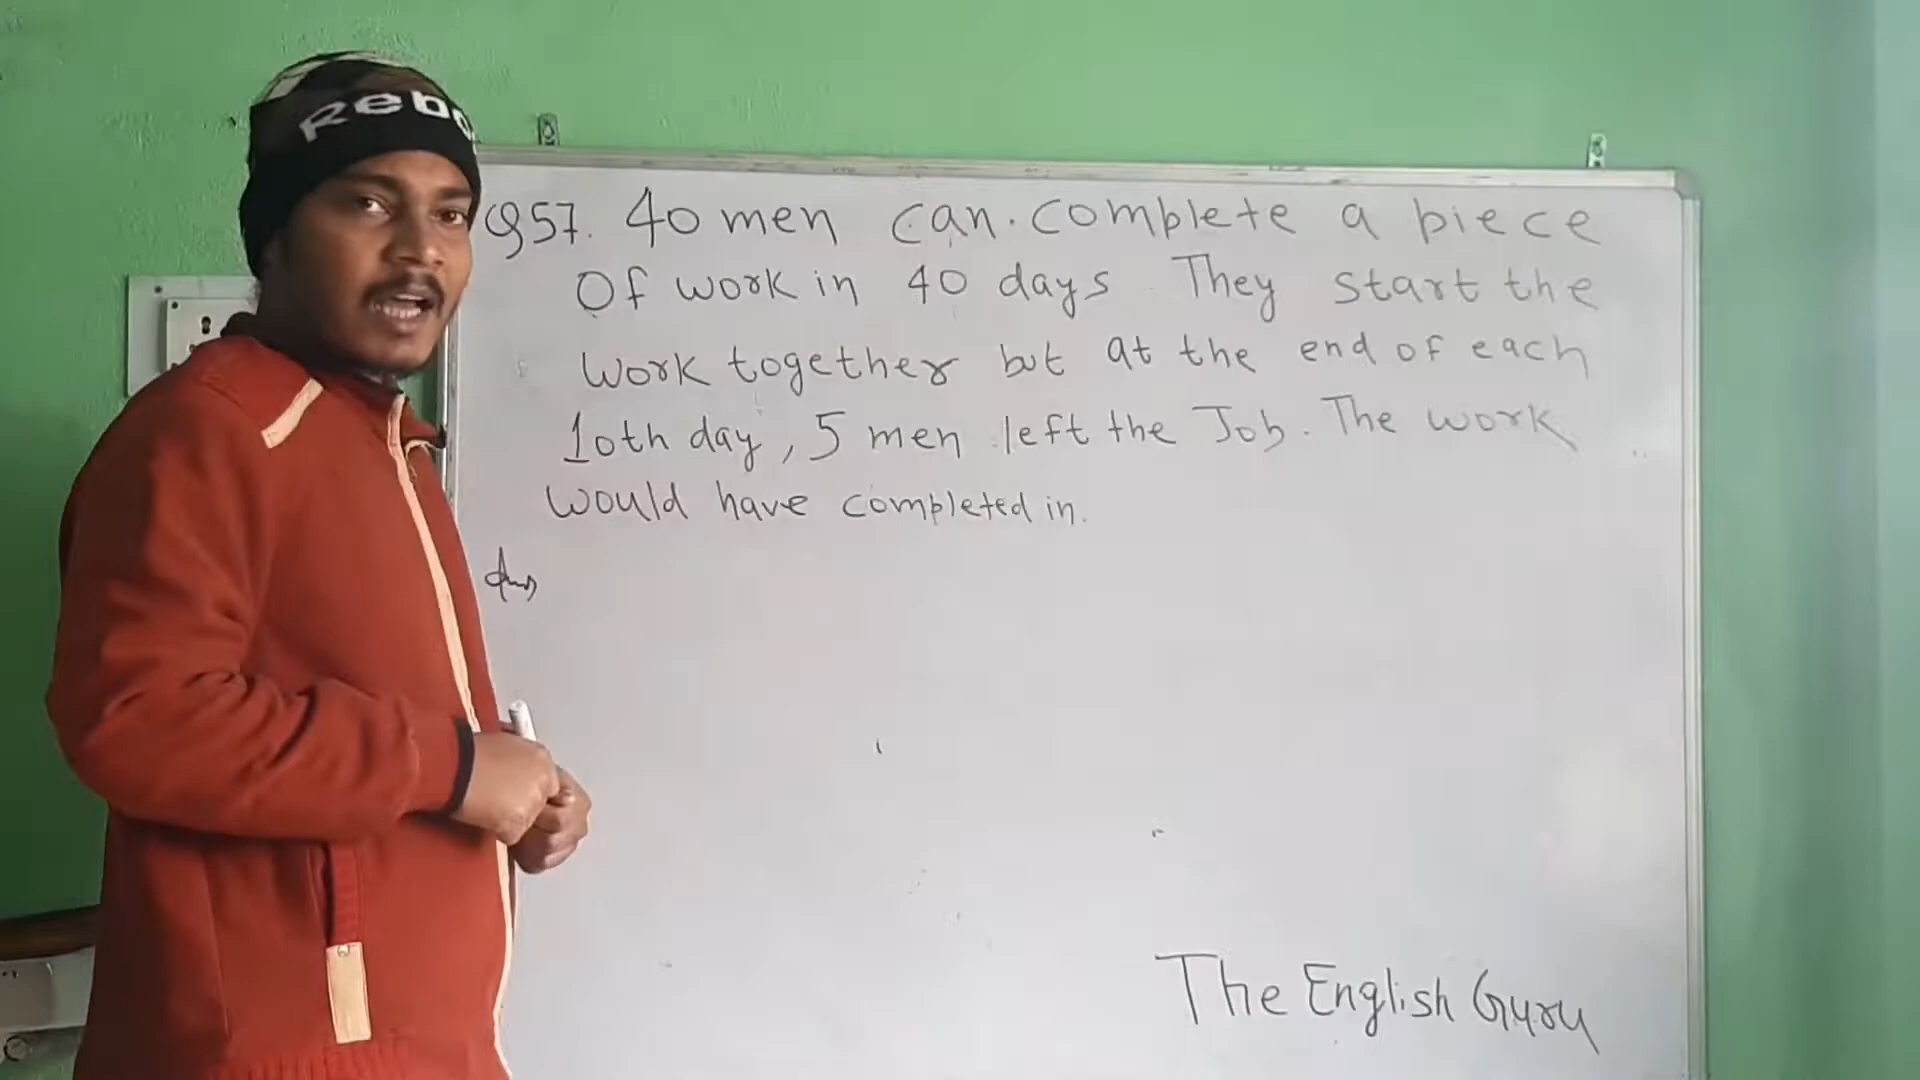 Rebo
Q57. 40 men can complete a piece
Of work in 40 days They start the
Work together but at the end of each
10th day, 5 men left the Job. The work
would have completed in.
Ans
The English Guru